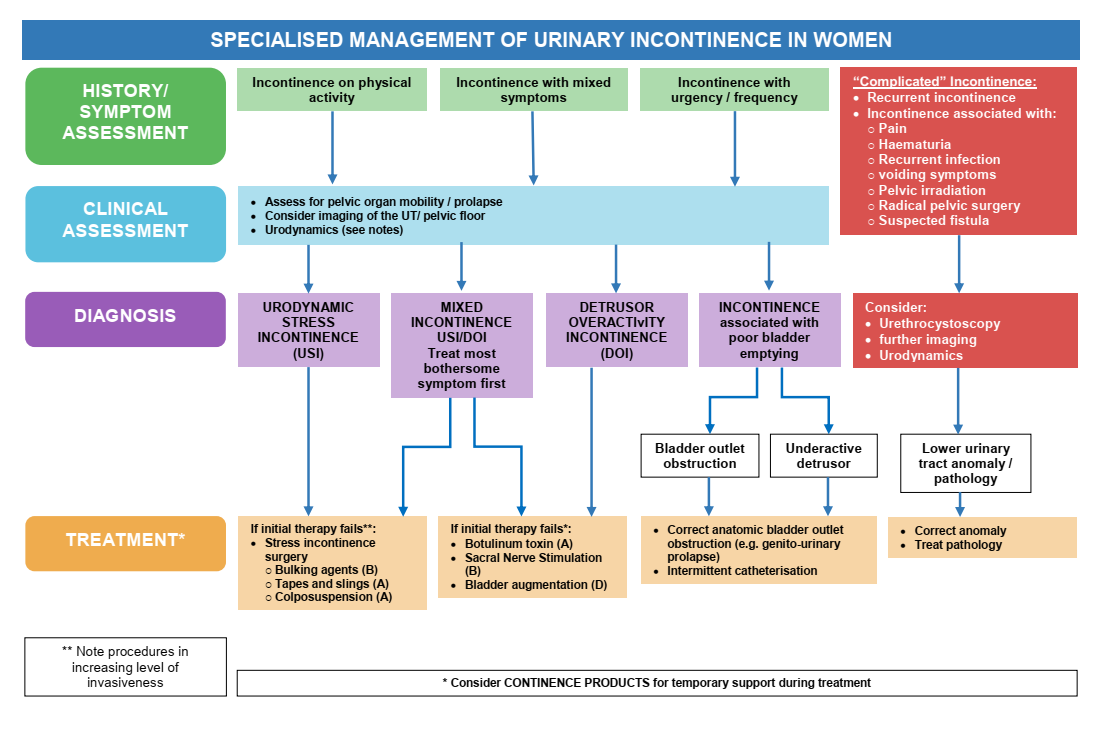 SPECIALISED MANAGEMENT OF URINARY INCONTINENCE IN WOMEN
HISTORY/
SYMPTOM
ASSESSMENT
Incontinence on physical
activity
Incontinence with mixed
symptoms
Incontinence with
urgency / frequency
“Complicated” Incontinence:
• Recurrent incontinence
• Incontinence associated with:
○ Pain
○ Haematuria
○ Recurrent infection
○ voiding symptoms
○ Pelvic irradiation
○ Radical pelvic surgery
○ Suspected fistula
CLINICAL
ASSESSMENT
• Assess for pelvic organ mobility / prolapse
• Consider imaging of the UT/ pelvic floor
• Urodynamics (see notes)
DIAGNOSIS
URODYNAMIC
STRESS
INCONTINENCE
(USI)
MIXED
INCONTINENCE
USI/DOI
Treat most
bothersome
symptom first
DETRUSOR
OVERACTIvITY
INCONTINENCE
(DOI)
INCONTINENCE
associated with
poor bladder
emptying
Consider:
• Urethrocystoscopy
• further imaging
• Urodynamics
Bladder outlet
obstruction
Underactive
detrusor
Lower urinary
tract anomaly /
pathology
TREATMENT*
If initial therapy fails**:
• Stress incontinence
surgery
○ Bulking agents (B)
○ Tapes and slings (A)
○ Colposuspension (A)
If initial therapy fails*:
• Botulinum toxin (A)
• Sacral Nerve Stimulation
(B)
• Bladder augmentation (D)
• Correct anatomic bladder outlet
obstruction (e.g. genito-urinary
prolapse)
• Intermittent catheterisation
• Correct anomaly
• Treat pathology
** Note procedures in
increasing level of
invasiveness
* Consider CONTINENCE PRODUCTS for temporary support during treatment